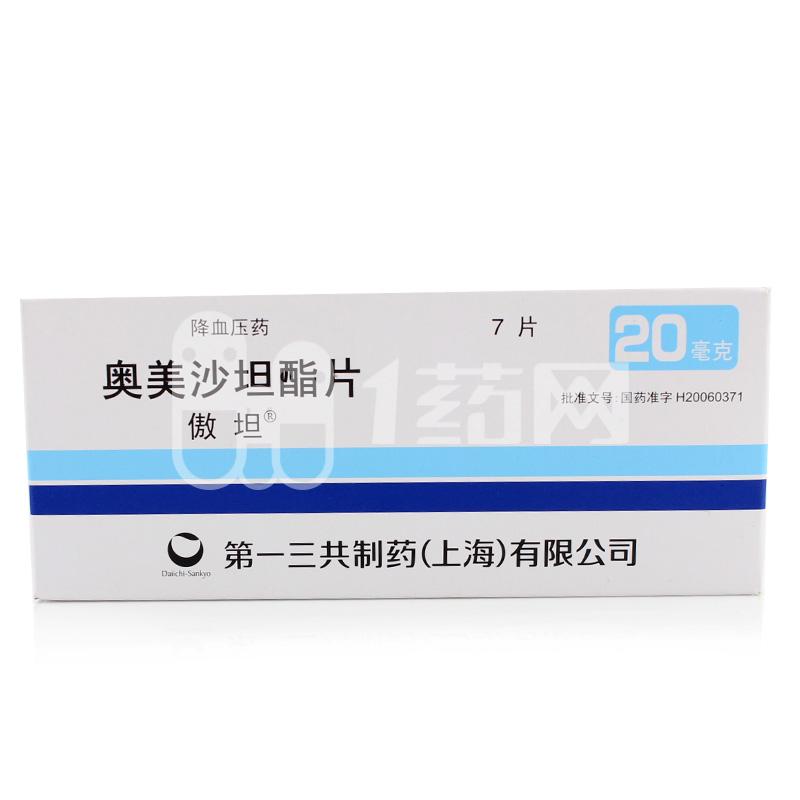 降血压药
7 片
20毫克
奥美沙坦酯片
批准文号:国药准字 H20060371
傲坦®
1药网
Daiichi-Sankyo
第一三共制药(上海)有限公司